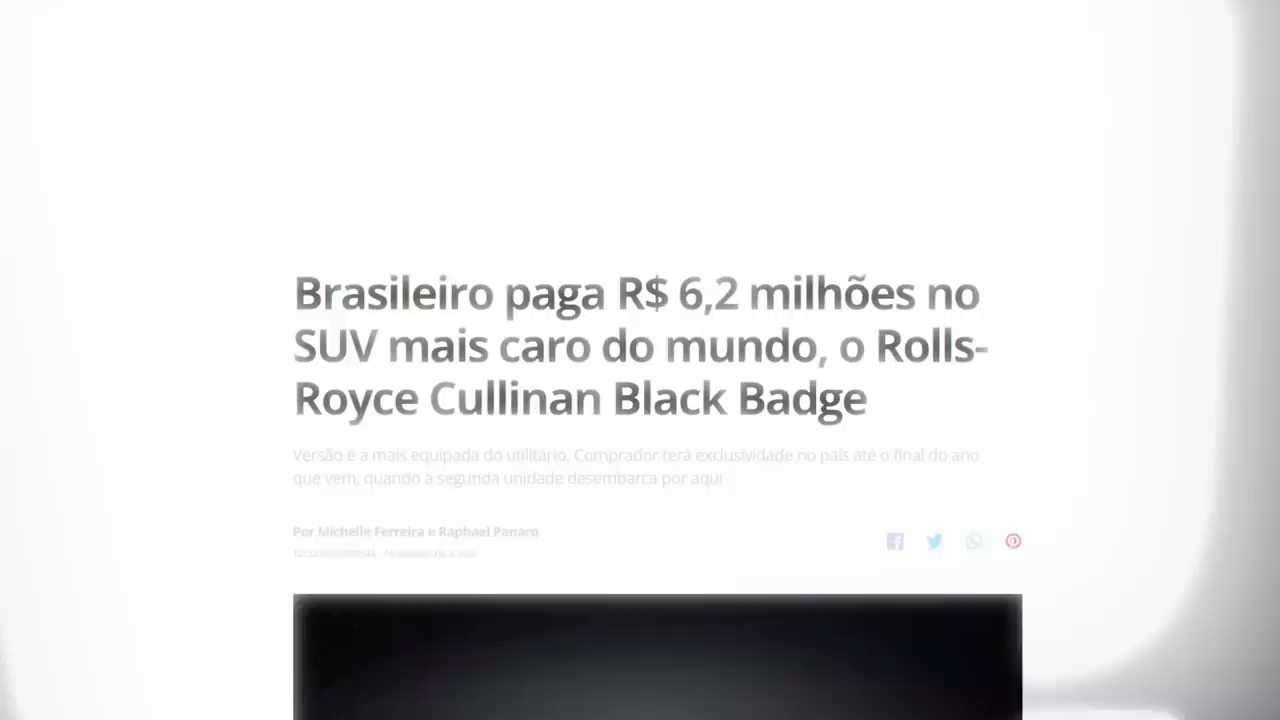 Brasileiro paga R$ 6,2 milhões no
SUV mais caro do mundo, o Rolls-
Royce Cullinan Black Badge
Versão é a mais equipada do utilitário. Comprador terá exclusividade no país até o final do ano
que vem, quando a segunda unidade desembarca por aqui
Por Michelle Ferreira e Raphael Panaro